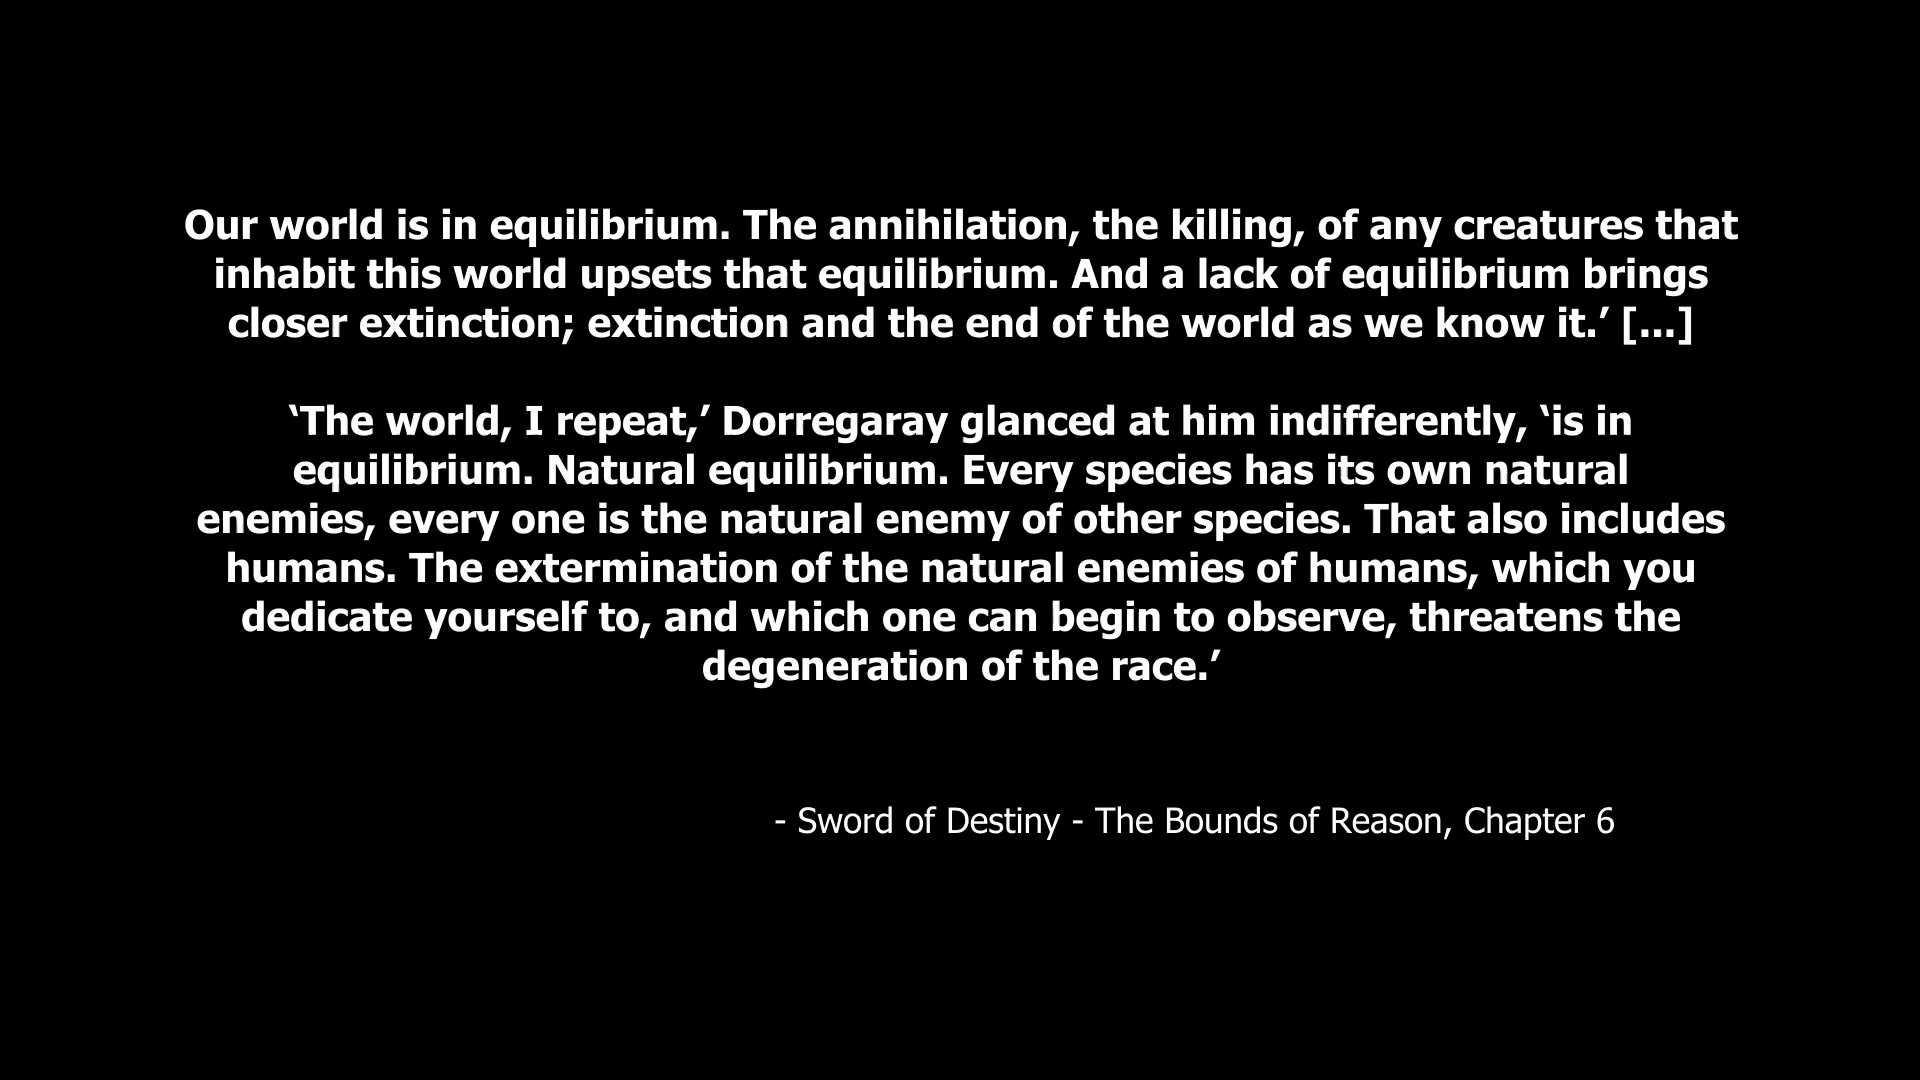 Our world is in equilibrium. The annihilation, the killing, of any creatures that
inhabit this world upsets that equilibrium. And a lack of equilibrium brings
closer extinction; extinction and the end of the world as we know it.’ [...]
‘The world, I repeat,’ Dorregaray glanced at him indifferently, ‘is in
equilibrium. Natural equilibrium. Every species has its own natural
enemies, every one is the natural enemy of other species. That also includes
humans. The extermination of the natural enemies of humans, which you
dedicate yourself to, and which one can begin to observe, threatens the
degeneration of the race.’
- Sword of Destiny - The Bounds of Reason, Chapter 6